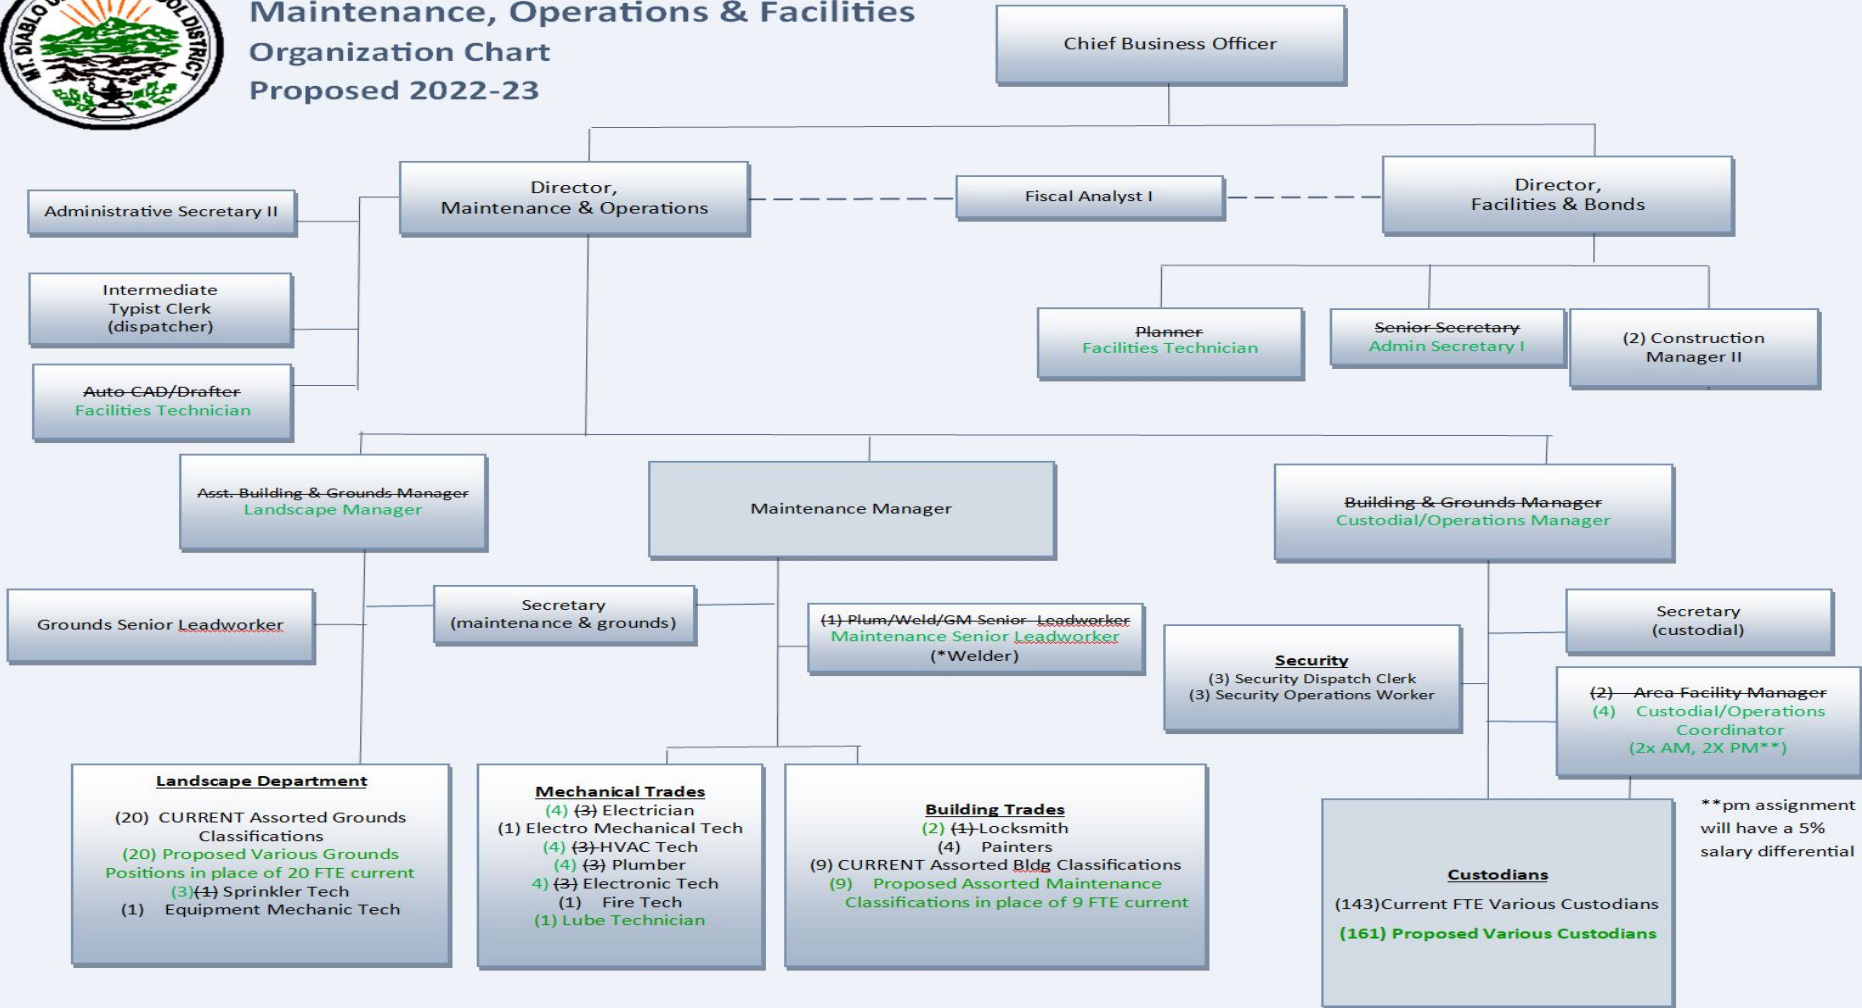 MT. DIABLO
OOL DISTRICT
Maintenance, Operations & Facilities
Organization Chart
Proposed 2022-23
Chief Business Officer
Director,
Maintenance & Operations
Fiscal Analyst I
Director,
Facilities & Bonds
Administrative Secretary II
Intermediate
Typist Clerk
(dispatcher)
Auto CAD/Drafter
Facilities Technician
Planner
Facilities Technician
Senior Secretary
Admin Secretary I
(2) Construction
Manager II
Asst. Building & Grounds Manager
Landscape Manager
Maintenance Manager
Building & Grounds Manager
Custodial/Operations Manager
Grounds Senior Leadworker
Secretary
(maintenance & grounds)
(1) Plum/Weld/GM Senior Leadworker
Maintenance Senior Leadworker
(*Welder)
Security
(3) Security Dispatch Clerk
(3) Security Operations Worker
Secretary
(custodial)
(2) Area Facility Manager
(4) Custodial/Operations
Coordinator
(2x AM, 2X PM**)
Landscape Department
(20) CURRENT Assorted Grounds
Classifications
(20) Proposed Various Grounds
Positions in place of 20 FTE current
(3)(1) Sprinkler Tech
(1) Equipment Mechanic Tech
Mechanical Trades
(4) (3) Electrician
(1) Electro Mechanical Tech
(4) (3) HVAC Tech
(4) (3) Plumber
4) (3) Electronic Tech
(1) Fire Tech
(1) Lube Technician
Building Trades
(2) (1) Locksmith
(4) Painters
(9) CURRENT Assorted Bldg Classifications
(9) Proposed Assorted Maintenance
Classifications in place of 9 FTE current
Custodians
(143)Current FTE Various Custodians
(161) Proposed Various Custodians
**pm assignment
will have a 5%
salary differential